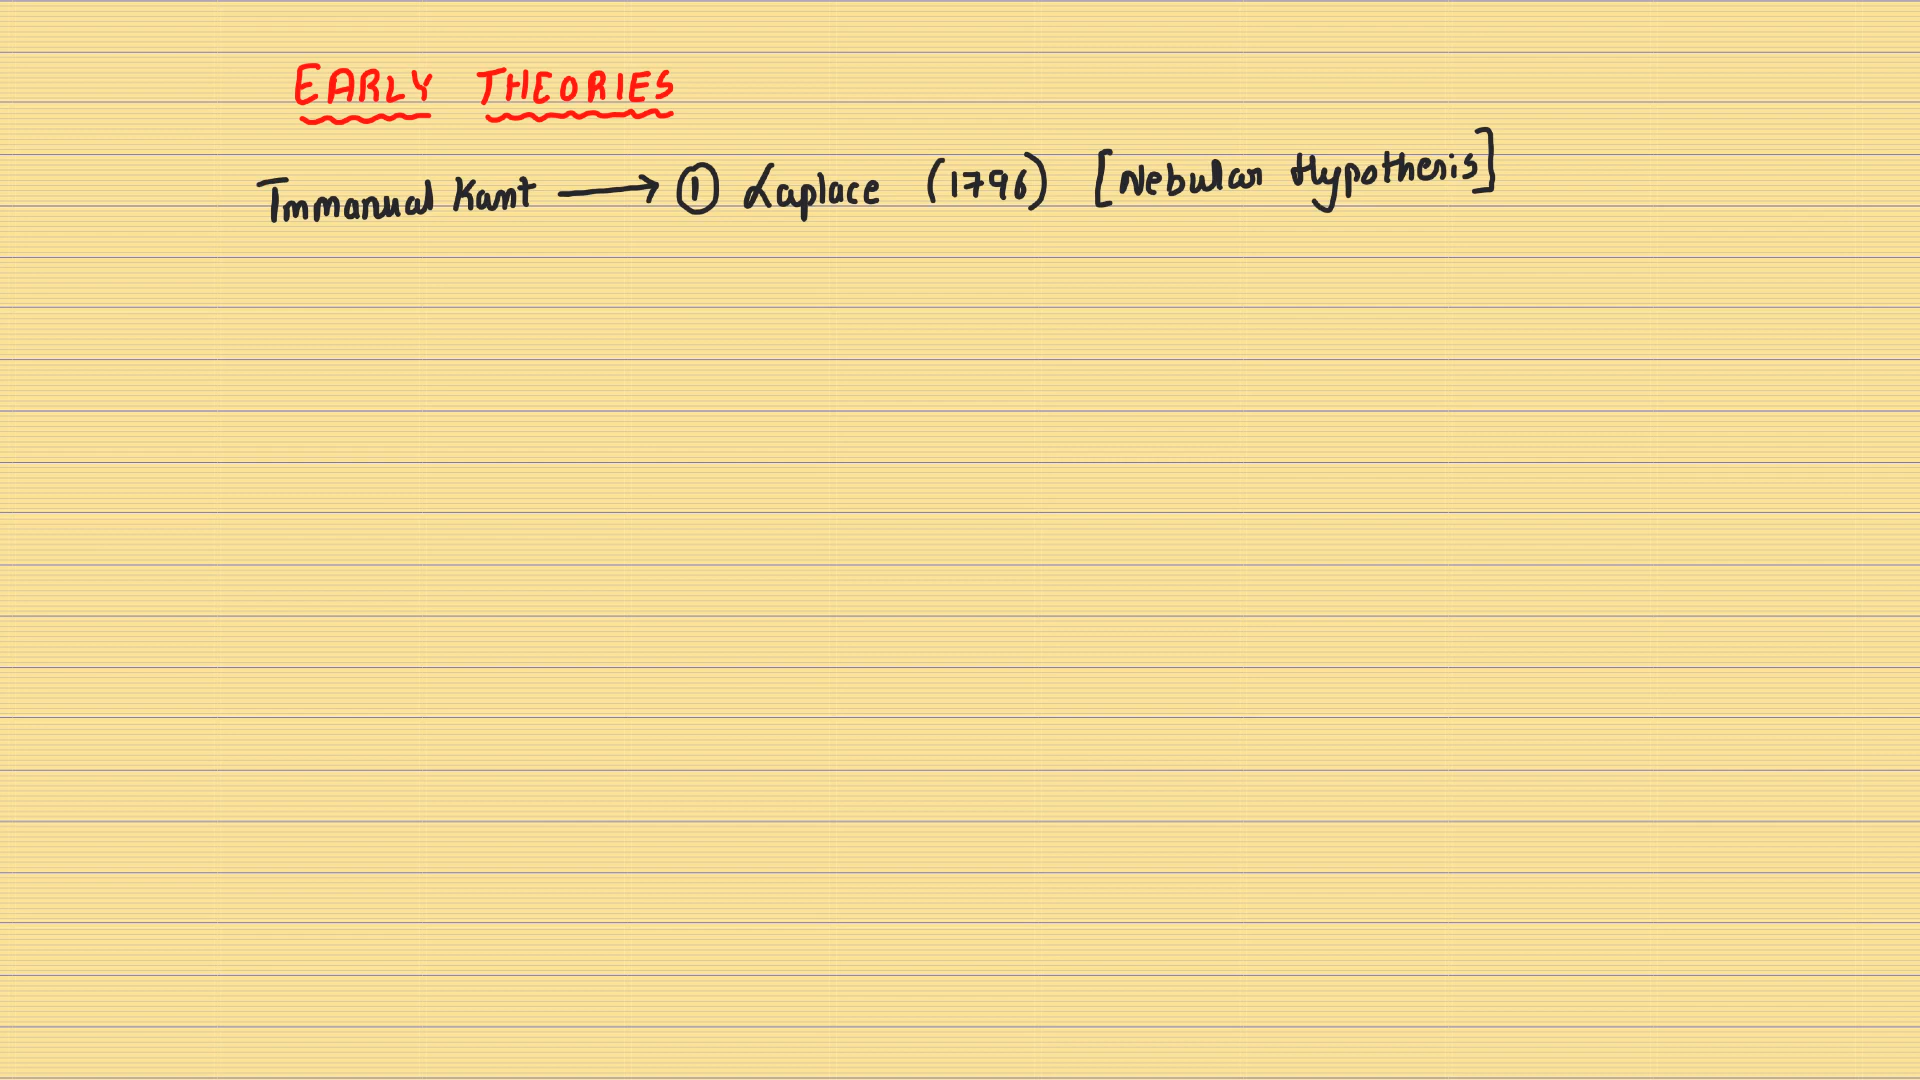 EARLY THEORIES
Immanual Kant → ① Laplace (1796) [Nebular Hypothesis]